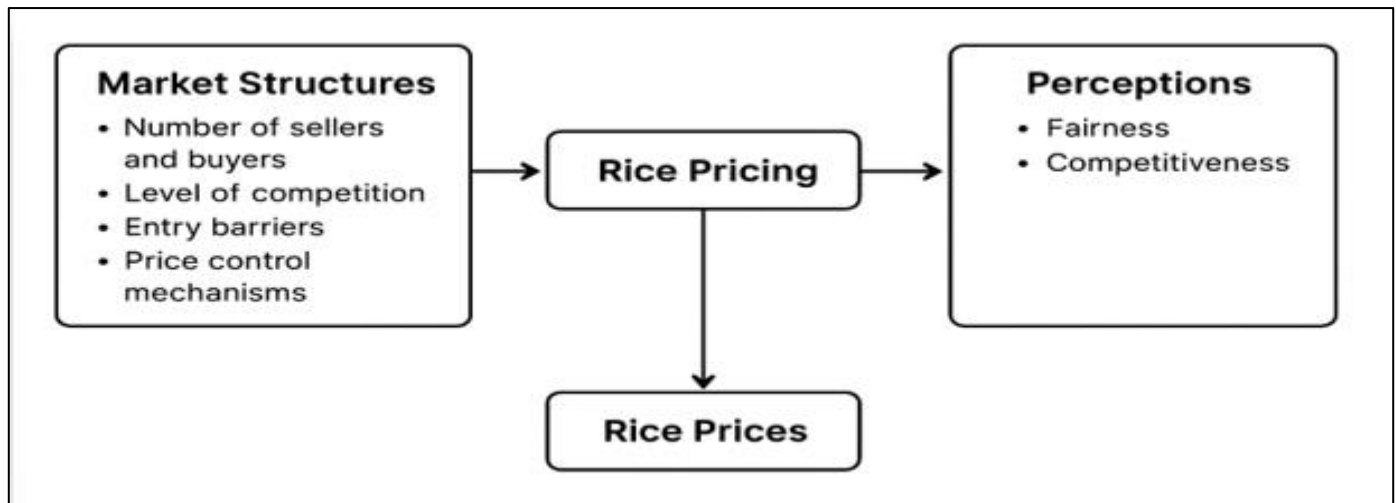 Market Structures
• Number of sellers
and buyers
• Level of competition
• Entry barriers
• Price control
mechanisms
Rice Pricing
Perceptions
• Fairness
• Competitiveness
Rice Prices